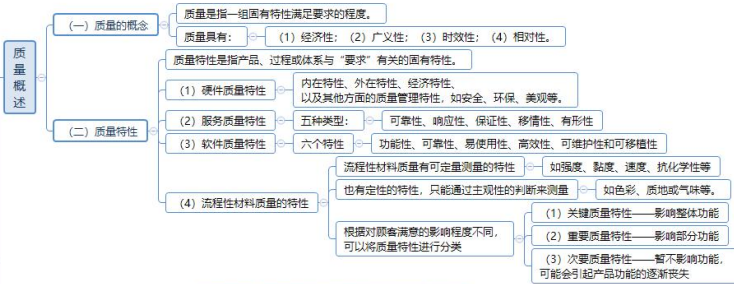 质量概述
（一）质量的概念
质量是指一组固有特性满足要求的程度。
质量具有：
（1）经济性；（2）广义性；（3）时效性；（4）相对性。
（二）质量特性
质量特性是指产品、过程或体系与“要求”有关的固有特性。
（1）硬件质量特性
内在特性、外在特性、经济特性、
以及其他方面的质量管理特性，如安全、环保、美观等。
（2）服务质量特性
五种类型：
可靠性、响应性、保证性、移情性、有形性
（3）软件质量特性
六个特性
功能性、可靠性、易使用性、高效性、可维护性和可移植性
（4）流程性材料质量的特性
流程性材料质量有可定量测量的特性
如强度、黏度、速度、抗化学性等
也有定性的特性，只能通过主观性的判断来测量
如色彩、质地或气味等。
根据对顾客满意的影响程度不同，
可以将质量特性进行分类
（1）关键质量特性——影响整体功能
（2）重要质量特性——影响部分功能
（3）次要质量特性——暂不影响功能，
可能会引起产品功能的逐渐丧失